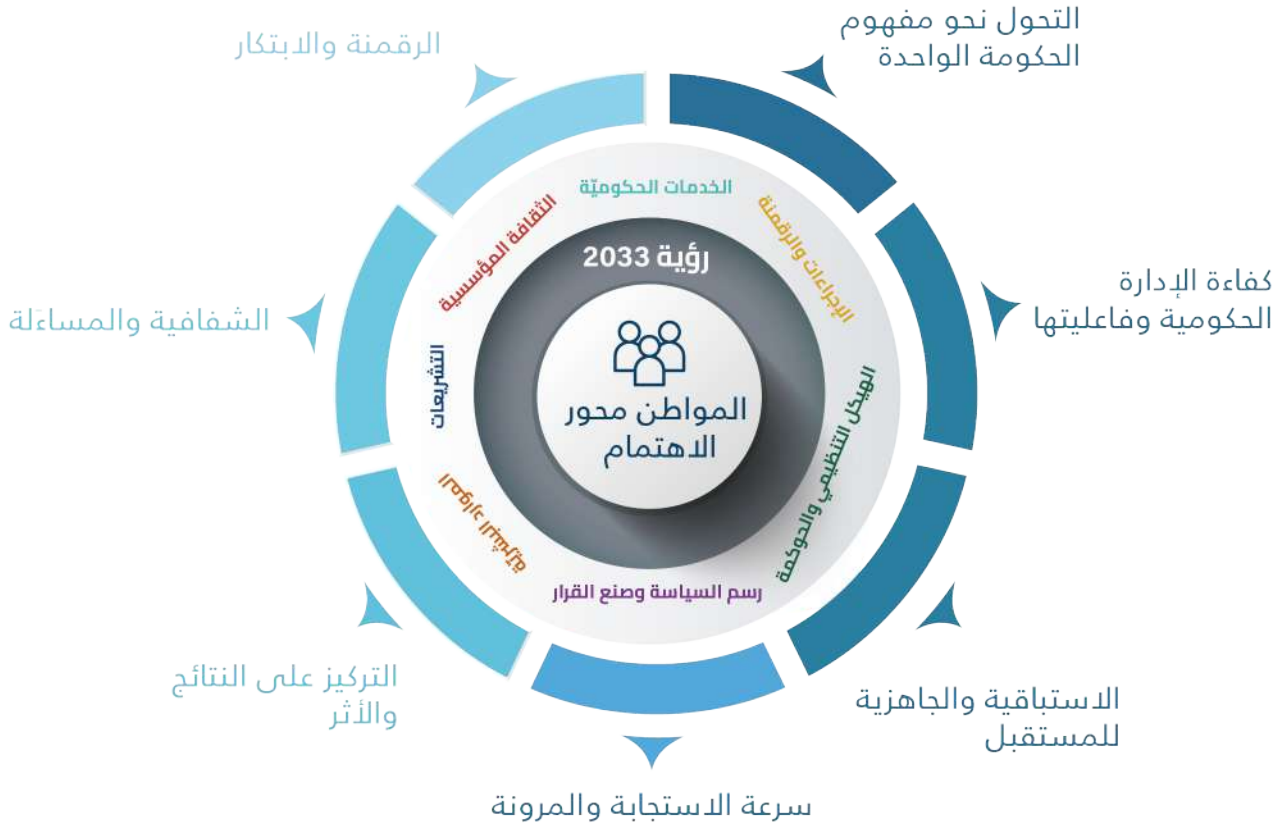 التحول نحو مفهوم
الحكومة الواحدة
كفاءة الإدارة
الحكومية وفاعليتها
الاستباقية والجاهزية
للمستقبل
سرعة الاستجابة والمرونة
التركيز على النتائج
والأثر
الشفافية والمساءلة
الرقمنة والابتكار
الخدمات الحكوميّة
الإجراءات والرقمنة
الهيكل التنظيمي والحوكمة
رسم السياسة وصنع القرار
الموارد البشريّة
التشريعات
الثقافة المؤسسية
رؤية 2033
المواطن محور
الاهتمام